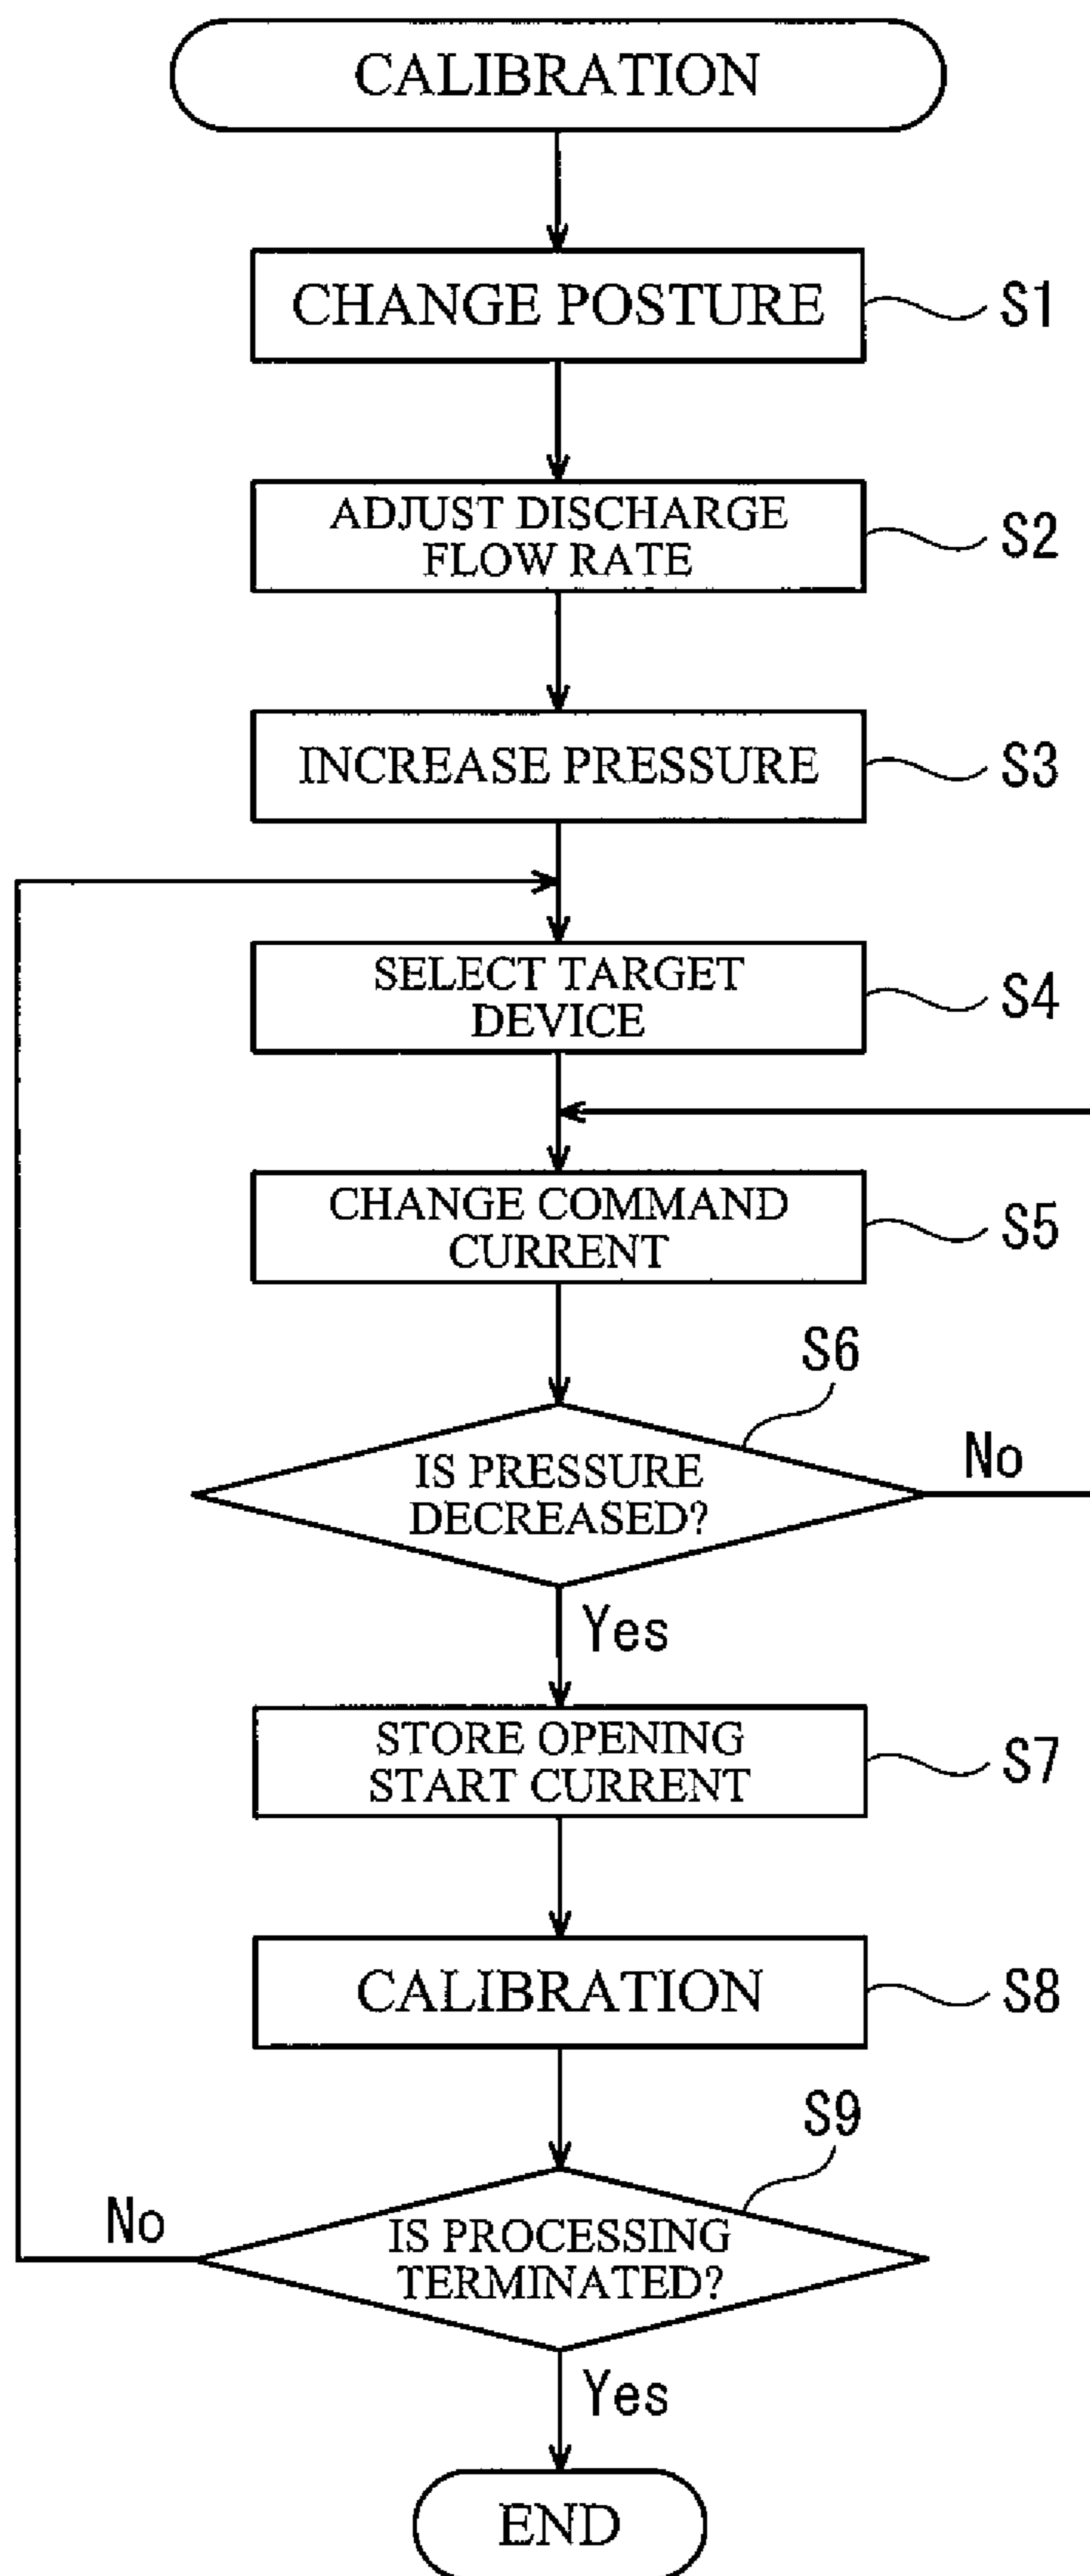 CALIBRATION
CHANGE POSTURE
S1
ADJUST DISCHARGE
FLOW RATE
S2
INCREASE PRESSURE
S3
SELECT TARGET
DEVICE
S4
CHANGE COMMAND
CURRENT
S5
S6
IS PRESSURE
DECREASED?
No
Yes
STORE OPENING
START CURRENT
S7
CALIBRATION
S8
S9
No
IS PROCESSING
TERMINATED?
Yes
END